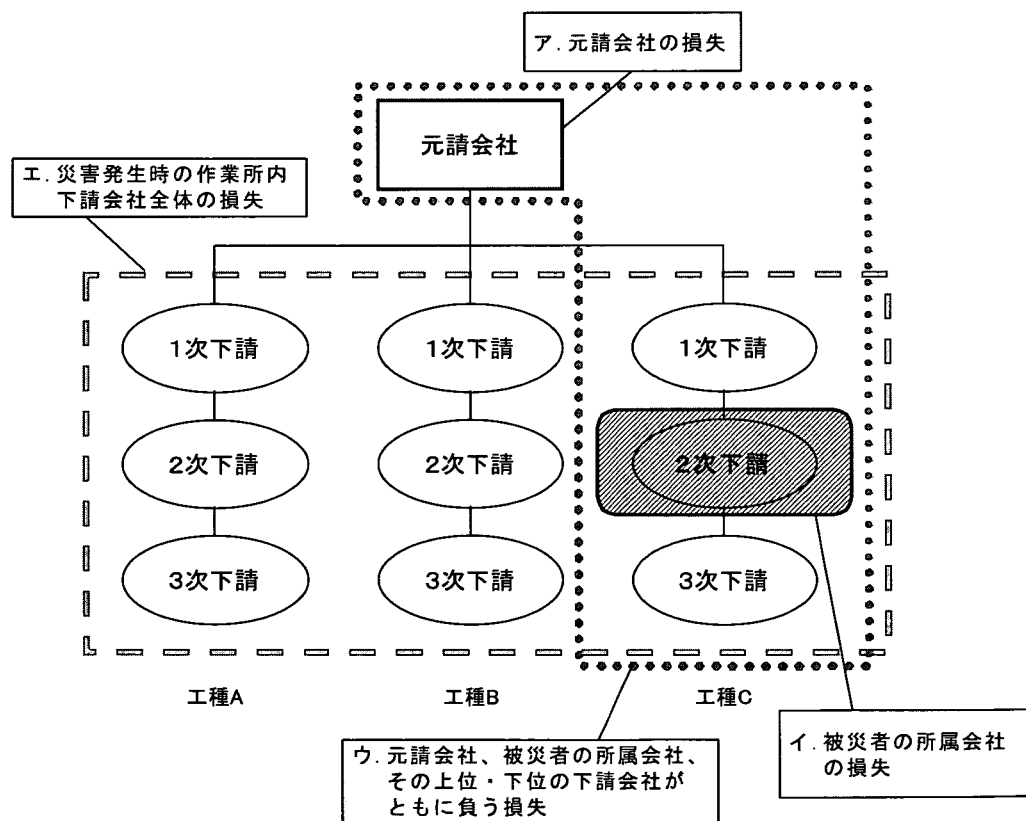 ア.元請会社の損失
元請会社
エ.災害発生時の作業所内
下請会社全体の損失
1次下請
1次下請
1次下請
2次下請
2次下請
2次下請
3次下請
3次下請
3次下請
工種A
工種B
工種C
イ.被災者の所属会社
の損失
ウ.元請会社、被災者の所属会社、
その上位・下位の下請会社が
ともに負う損失